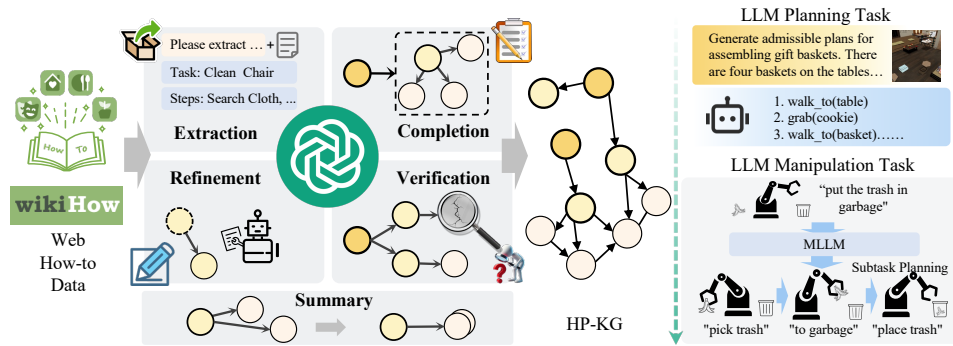 How To
wikiHow
Web
How-to
Data
Please extract … +
Task: Clean Chair
Steps: Search Cloth, ...
Extraction
Completion
Refinement
Verification
?
Summary
HP-KG
LLM Planning Task
Generate admissible plans for
assembling gift baskets. There
are four baskets on the tables…
1. walk_to(table)
2. grab(cookie)
3. walk_to(basket)……
LLM Manipulation Task
"put the trash in
garbage"
MLLM
Subtask Planning
"pick trash" "to garbage" "place trash"